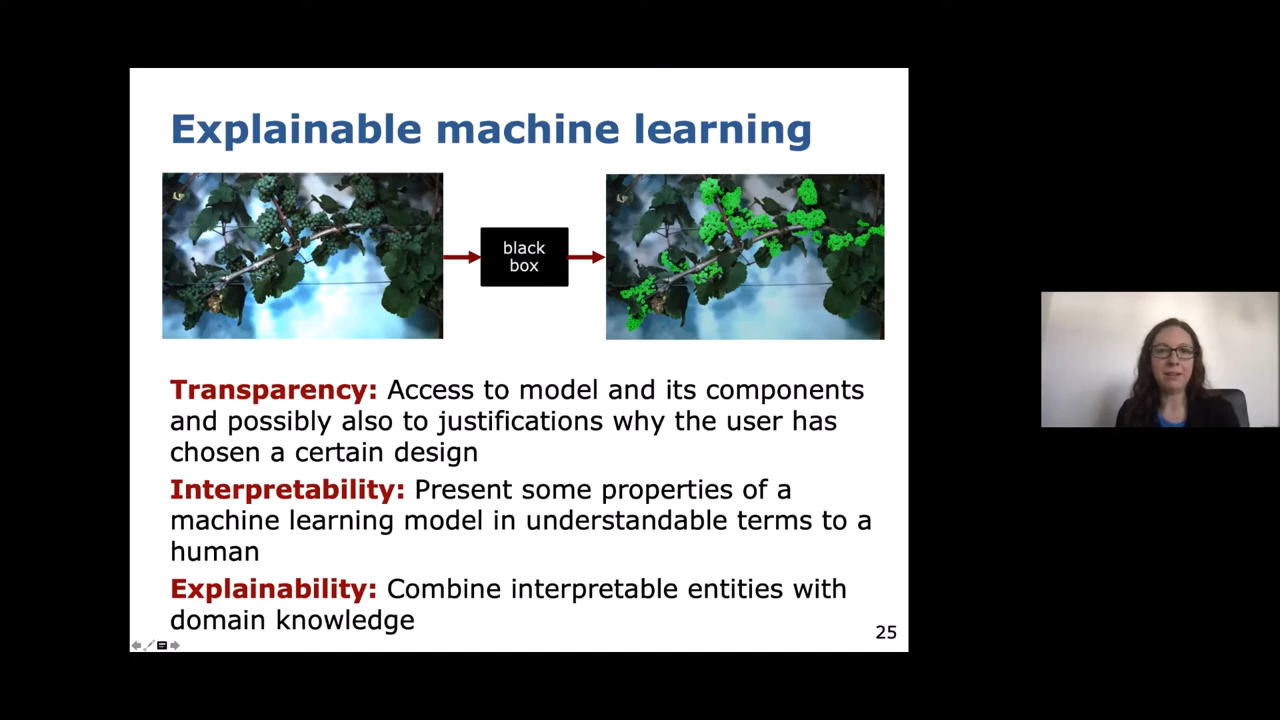 Explainable machine learning
black
box
Transparency: Access to model and its components
and possibly also to justifications why the user has
chosen a certain design
Interpretability: Present some properties of a
machine learning model in understandable terms to a
human
Explainability: Combine interpretable entities with
domain knowledge
25